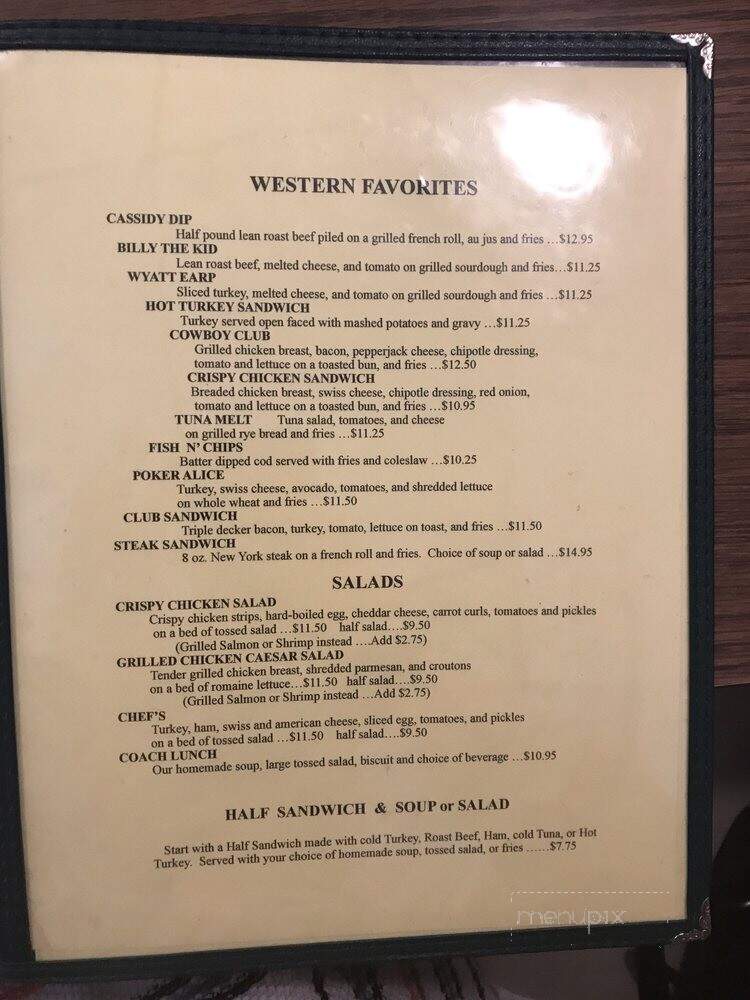 WESTERN FAVORITES
CASSIDY DIP
Half pound lean roast beef piled on a grilled french roll, au jus and fries ...$12.95
BILLY THE KID
Lean roast beef, melted cheese, and tomato on grilled sourdough and fries...$11.25
WYATT EARP
Sliced turkey, melted cheese, and tomato on grilled sourdough and fries ...$11.25
HOT TURKEY SANDWICH
Turkey served open faced with mashed potatoes and gravy ...$11.25
COWBOY CLUB
Grilled chicken breast, bacon, pepperjack cheese, chipotle dressing,
tomato and lettuce on a toasted bun, and fries ...$12.50
CRISPY CHICKEN SANDWICH
Breaded chicken breast, swiss cheese, chipotle dressing, red onion,
tomato and lettuce on a toasted bun, and fries ...$10.95
TUNA MELT Tuna salad, tomatoes, and cheese
on grilled rye bread and fries ...$11.25
FISH N' CHIPS
Batter dipped cod served with fries and coleslaw ...$10.25
POKER ALICE
Turkey, swiss cheese, avocado, tomatoes, and shredded lettuce
on whole wheat and fries ...$11.50
CLUB SANDWICH
Triple decker bacon, turkey, tomato, lettuce on toast, and fries ...$11.50
STEAK SANDWICH
8 oz. New York steak on a french roll and fries. Choice of soup or salad ...$14.95
SALADS
CRISPY CHICKEN SALAD
Crispy chicken strips, hard-boiled egg, cheddar cheese, carrot curls, tomatoes and pickles
on a bed of tossed salad ...$11.50 half salad....$9.50
(Grilled Salmon or Shrimp instead ....Add $2.75)
GRILLED CHICKEN CAESAR SALAD
Tender grilled chicken breast, shredded parmesan, and croutons
on a bed of romaine lettuce...$11.50 half salad....$9.50
(Grilled Salmon or Shrimp instead ...Add $2.75)
CHEF'S
Turkey, ham, swiss and american cheese, sliced egg, tomatoes, and pickles
on a bed of tossed salad ...$11.50 half salad....$9.50
COACH LUNCH
Our homemade soup, large tossed salad, biscuit and choice of beverage ...$10.95
HALF SANDWICH & SOUP or SALAD
Start with a Half Sandwich made with cold Turkey, Roast Beef, Ham, cold Tuna, or Hot
Turkey. Served with your choice of homemade soup, tossed salad, or fries ......$7.75
menupix